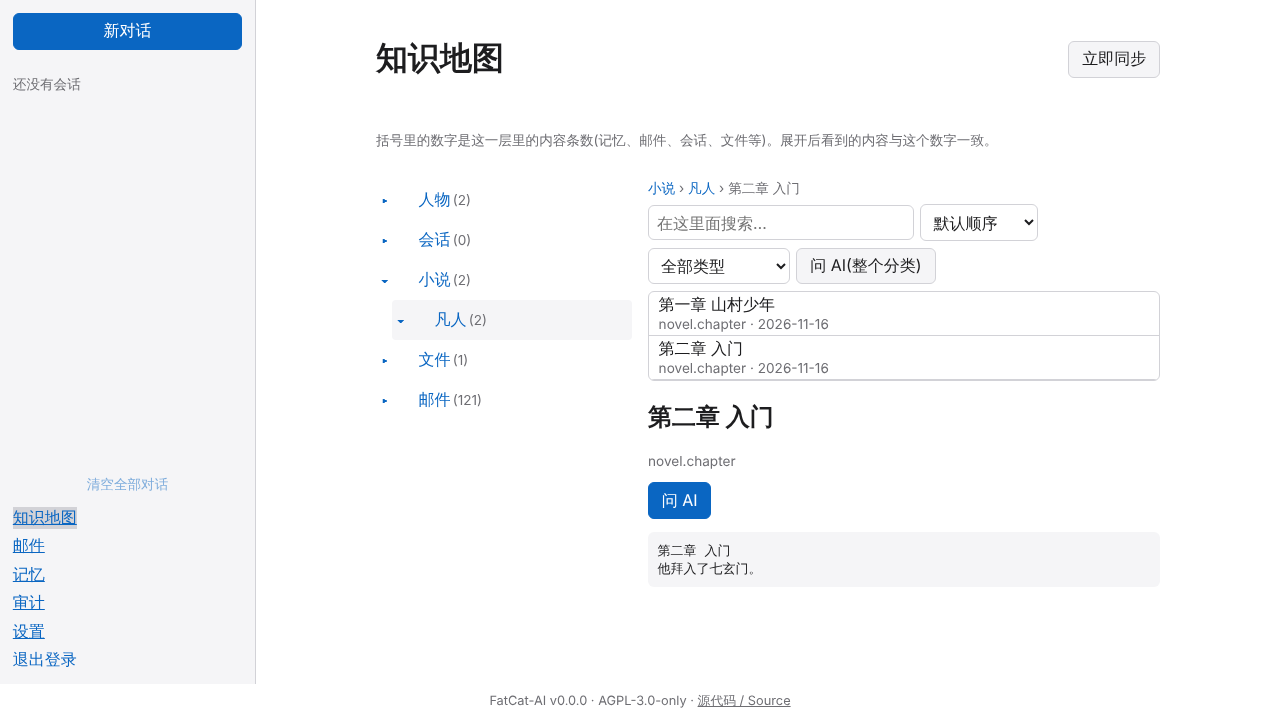 新对话
还没有会话
清空全部对话
知识地图
邮件
记忆
审计
设置
退出登录
知识地图
立即同步
括号里的数字是这一层里的内容条数(记忆、邮件、会话、文件等)。展开后看到的内容与这个数字一致。
人物 (2)
会话 (0)
小说 (2)
凡人 (2)
文件 (1)
邮件 (121)
小说 › 凡人 › 第二章 入门
在这里面搜索...
默认顺序
全部类型
问 AI(整个分类)
第一章 山村少年
novel.chapter · 2026-11-16
第二章 入门
novel.chapter · 2026-11-16
第二章 入门
novel.chapter
问 AI
第二章 入门
他拜入了七玄门。
FatCat-AI v0.0.0 · AGPL-3.0-only · 源代码 / Source